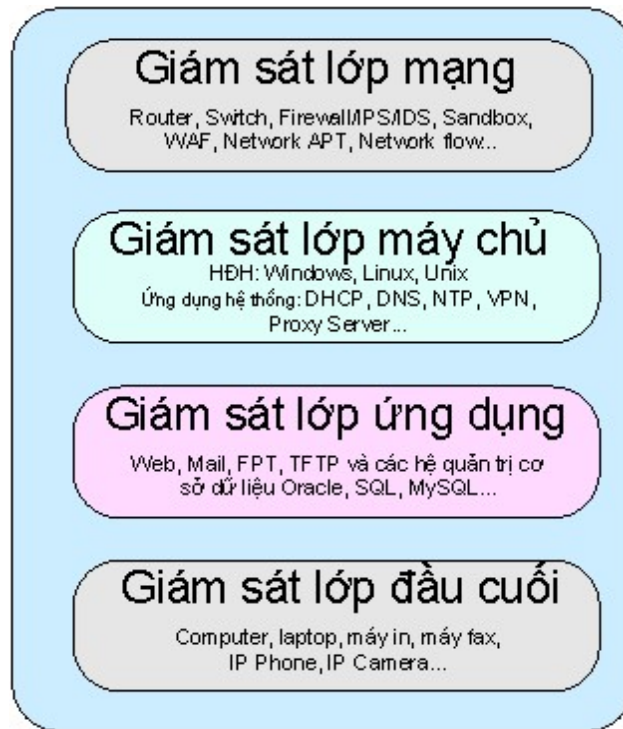 Giám sát lớp mạng
Router, Switch, Firewall/IPS/IDS, Sandbox,
WAF, Network APT, Network flow...
Giám sát lớp máy chủ
HĐH: Windows, Linux, Unix
Ứng dụng hệ thống: DHCP, DNS, NTP, VPN,
Proxy Server...
Giám sát lớp ứng dụng
Web, Mail, FPT, TFTP và các hệ quản trị cơ
sở dữ liệu Oracle, SQL, MySQL...
Giám sát lớp đầu cuối
Computer, laptop, máy in, máy fax,
IP Phone, IP Camera...